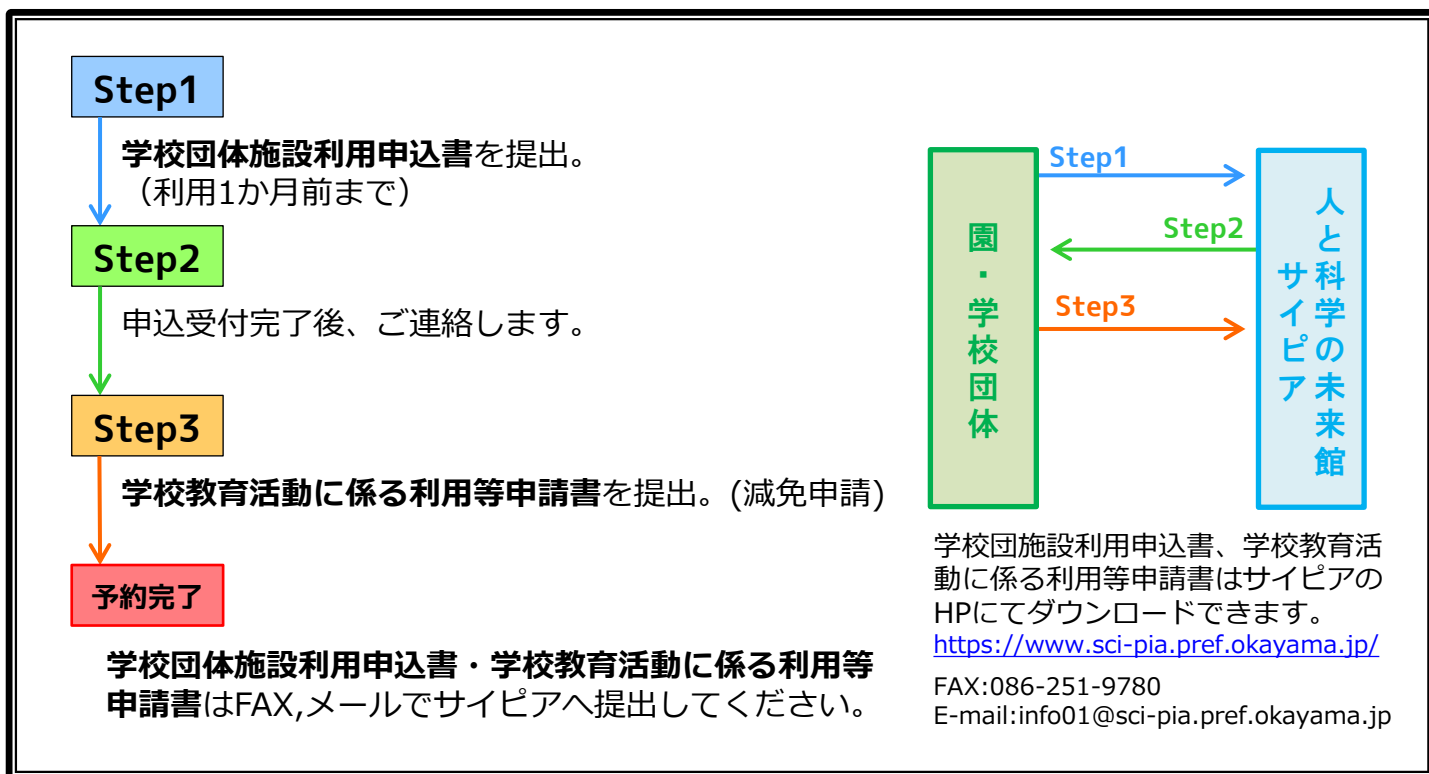 Step1
学校団体施設利用申込書を提出。
（利用1か月前まで）
Step2
申込受付完了後、ご連絡します。
Step3
学校教育活動に係る利用等申請書を提出。(減免申請)
予約完了
学校団体施設利用申込書・学校教育活動に係る利用等
申請書はFAX,メールでサイピアへ提出してください。
園・学校団体
Step1
Step2
Step3
人と科学の未来館
サイピア
学校団施設利用申込書、学校教育活
動に係る利用等申請書はサイピアの
HPにてダウンロードできます。
https://www.sci-pia.pref.okayama.jp/
FAX:086-251-9780
E-mail:info01@sci-pia.pref.okayama.jp